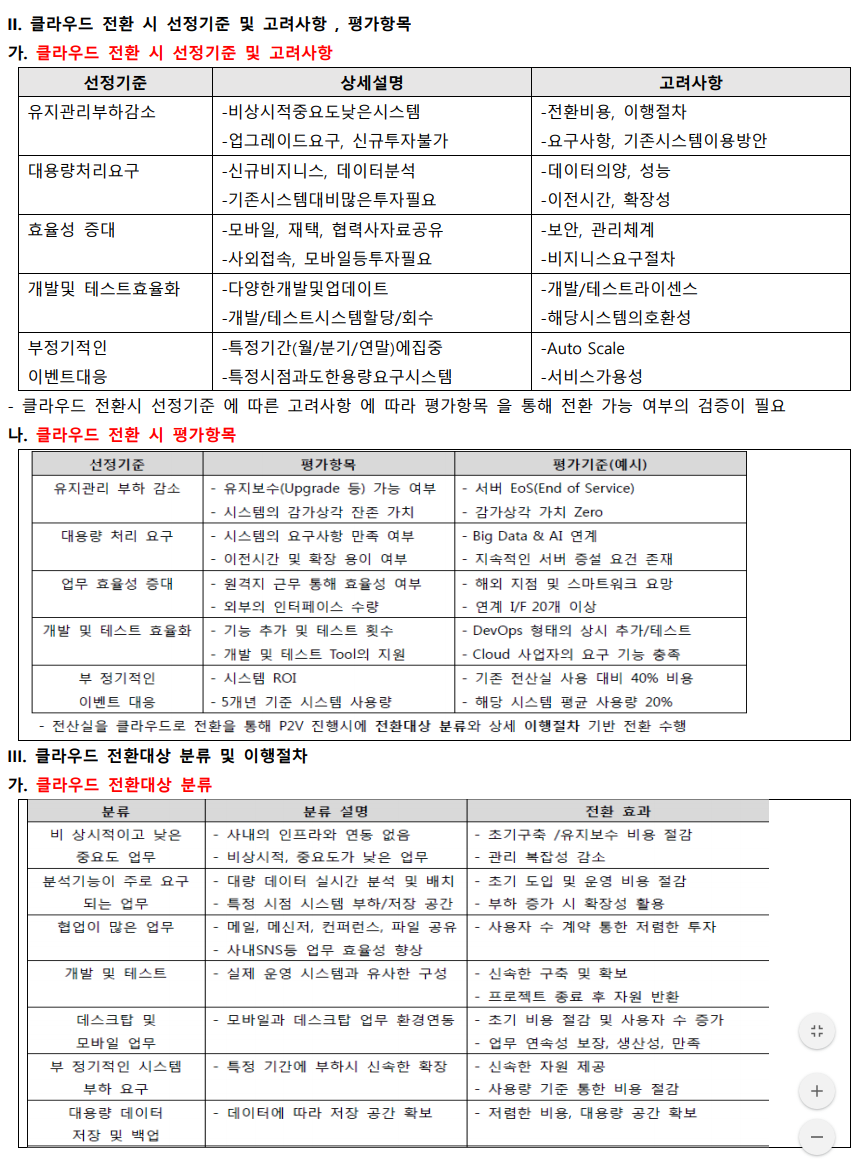 II. 클라우드 전환 시 선정기준 및 고려사항 , 평가항목
가. 클라우드 전환 시 선정기준 및 고려사항
선정기준 상세설명 고려사항
유지관리부하감소 -비상시적중요도낮은시스템 -전환비용, 이행절차
-업그레이드요구, 신규투자불가 -요구사항, 기존시스템이용방안
대용량처리요구 -신규비지니스, 데이터분석 -데이터의양, 성능
-기존시스템대비많은투자필요 -이전시간, 확장성
효율성 증대 -모바일, 재택, 협력사자료공유 -보안, 관리체계
-사외접속, 모바일등투자필요 -비지니스요구절차
개발및 테스트효율화 -다양한개발및업데이트 -개발/테스트라이센스
-개발/테스트시스템할당/회수 -해당시스템의호환성
부정기적인 -특정기간(월/분기/연말)에집중 -Auto Scale
이벤트대응 -특정시점과도한용량요구시스템 -서비스가용성
- 클라우드 전환시 선정기준 에 따른 고려사항 에 따라 평가항목 을 통해 전환 가능 여부의 검증이 필요
나. 클라우드 전환 시 평가항목
선정기준 평가항목 평가기준(예시)
유지관리 부하 감소 - 유지보수(Upgrade 등) 가능 여부 - 서버 EoS(End of Service)
- 시스템의 감가상각 잔존 가치 - 감가상각 가치 Zero
대용량 처리 요구 - 시스템의 요구사항 만족 여부 - Big Data & AI 연계
- 이전시간 및 확장 용이 여부 - 지속적인 서버 증설 요건 존재
업무 효율성 증대 - 원격지 근무 통해 효율성 여부 - 해외 지점 및 스마트워크 요망
- 외부의 인터페이스 수량 - 연계 I/F 20개 이상
개발 및 테스트 효율화 - 기능 추가 및 테스트 횟수 - DevOps 형태의 상시 추가/테스트
- 개발 및 테스트 Tool의 지원 - Cloud 사업자의 요구 기능 충족
부 정기적인 - 시스템 ROI - 기존 전산실 사용 대비 40% 비용
이벤트 대응 - 5개년 기준 시스템 사용량 - 해당 시스템 평균 사용량 20%
- 전산실을 클라우드로 전환을 통해 P2V 진행시에 전환대상 분류와 상세 이행절차 기반 전환 수행
III. 클라우드 전환대상 분류 및 이행절차
가. 클라우드 전환대상 분류
분류 분류 설명 전환 효과
비 상시적이고 낮은 - 사내의 인프라와 연동 없음 - 초기구축 /유지보수 비용 절감
중요도 업무 - 비상시적, 중요도가 낮은 업무 - 관리 복잡성 감소
분석기능이 주로 요구 - 대량 데이터 실시간 분석 및 배치 - 초기 도입 및 운영 비용 절감
되는 업무 - 특정 시점 시스템 부하/저장 공간 - 부하 증가 시 확장성 활용
협업이 많은 업무 - 메일, 메신저, 컨퍼런스, 파일 공유 - 사용자 수 계약 통한 저렴한 투자
- 사내SNS등 업무 효율성 향상
개발 및 테스트 - 실제 운영 시스템과 유사한 구성 - 신속한 구축 및 확보
- 프로젝트 종료 후 자원 반환
데스크탑 및 - 모바일과 데스크탑 업무 환경연동 - 초기 비용 절감 및 사용자 수 증가
모바일 업무 - 업무 연속성 보장, 생산성, 만족
부 정기적인 시스템 - 특정 기간에 부하시 신속한 확장 - 신속한 자원 제공
부하 요구 - 사용량 기준 통한 비용 절감
대용량 데이터 - 데이터에 따라 저장 공간 확보 - 저렴한 비용, 대용량 공간 확보
저장 및 백업